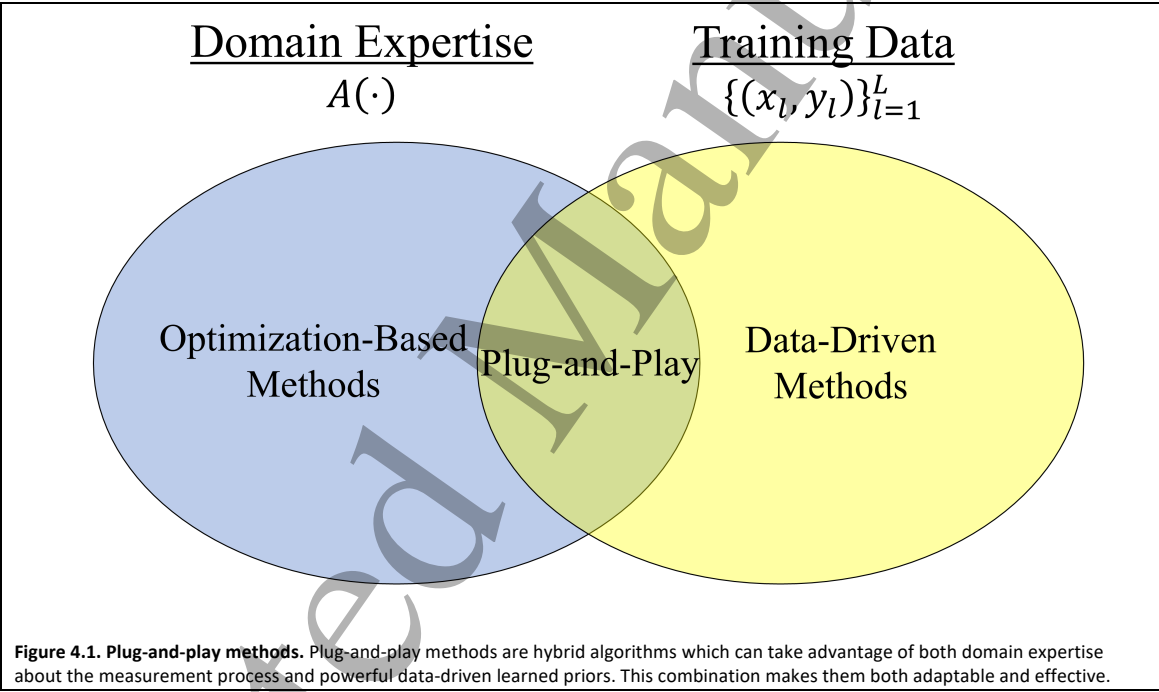 Domain Expertise
A(·)
Training Data
{(x_l, y_l)}_{l=1}^L
Optimization-Based
Methods
Plug-and-Play
Data-Driven
Methods
ted Man
Figure 4.1. Plug-and-play methods. Plug-and-play methods are hybrid algorithms which can take advantage of both domain expertise
about the measurement process and powerful data-driven learned priors. This combination makes them both adaptable and effective.